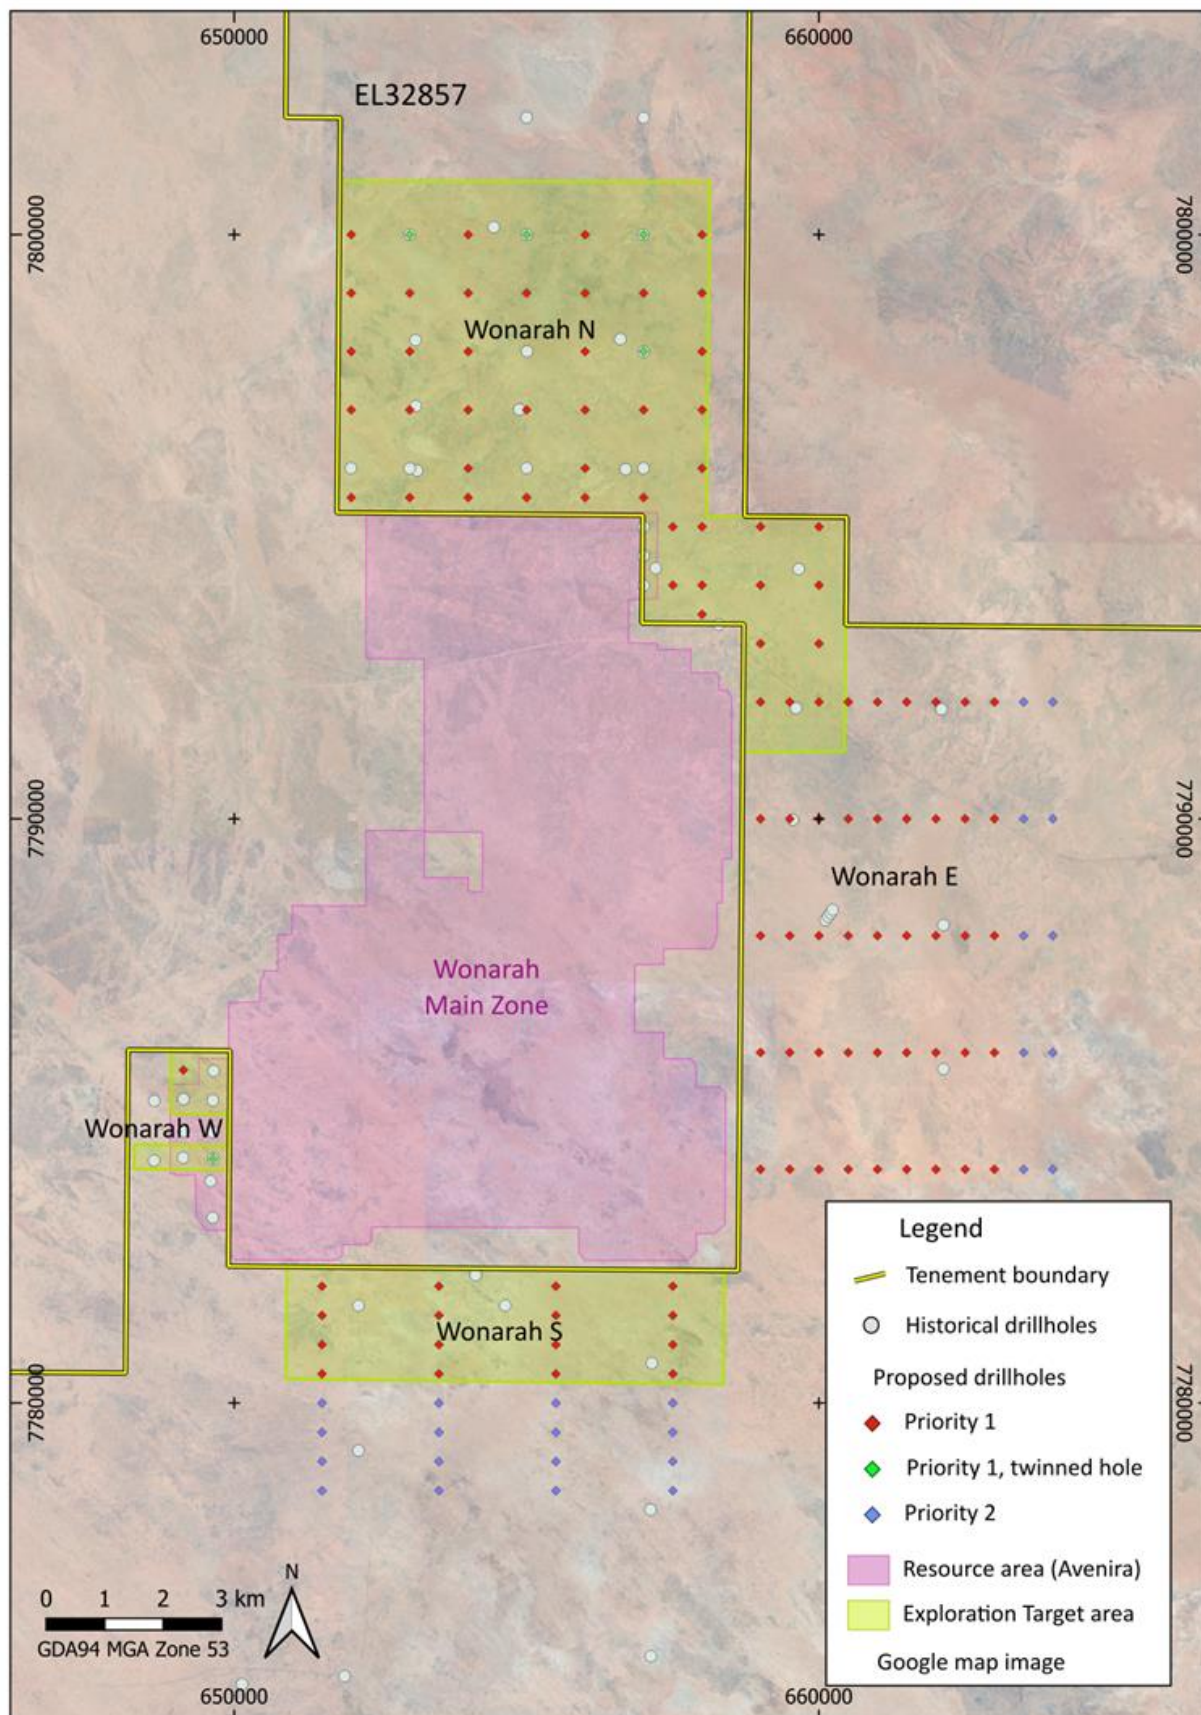 650000
660000
EL32857
7800000
7800000
Wonarah N
7790000
7790000
Wonarah E
Wonarah
Main Zone
Wonarah W
Wonarah S
7780000
7780000
Legend
Tenement boundary
Historical drillholes
Proposed drillholes
Priority 1
Priority 1, twinned hole
Priority 2
Resource area (Avenira)
Exploration Target area
Google map image
N
0 1 2 3 km
GDA94 MGA Zone 53
650000
660000